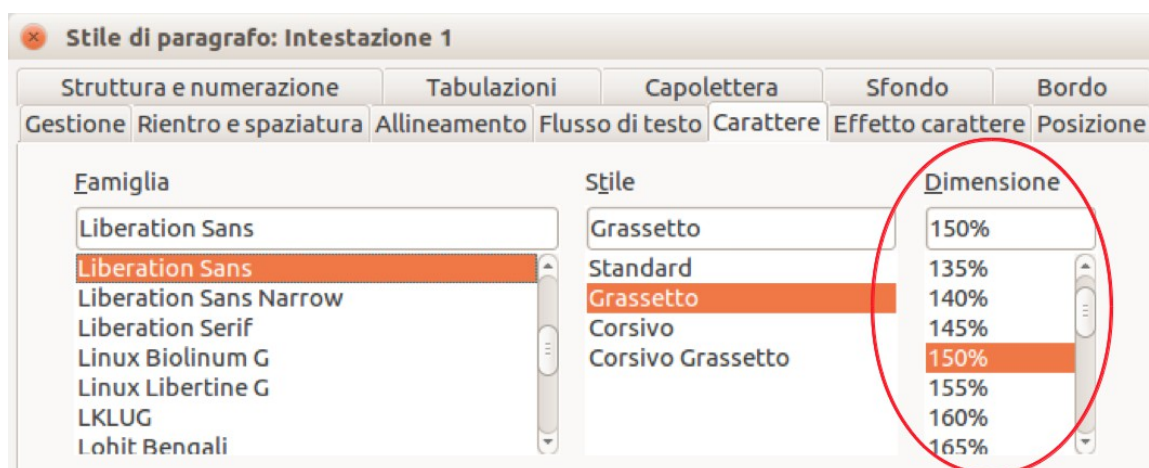 Stile di paragrafo: Intestazione 1
Struttura e numerazione Tabulazioni Capolettera Sfondo Bordo
Gestione Rientro e spaziatura Allineamento Flusso di testo Carattere Effetto carattere Posizione
Famiglia Stile Dimensione
Liberation Sans Grassetto 150%
Liberation Sans Standard 135%
Liberation Sans Narrow Grassetto 140%
Liberation Serif Corsivo 145%
Linux Biolinum G Corsivo Grassetto 150%
Linux Libertine G 155%
LKLUG 160%
Lohit Bengali 165%